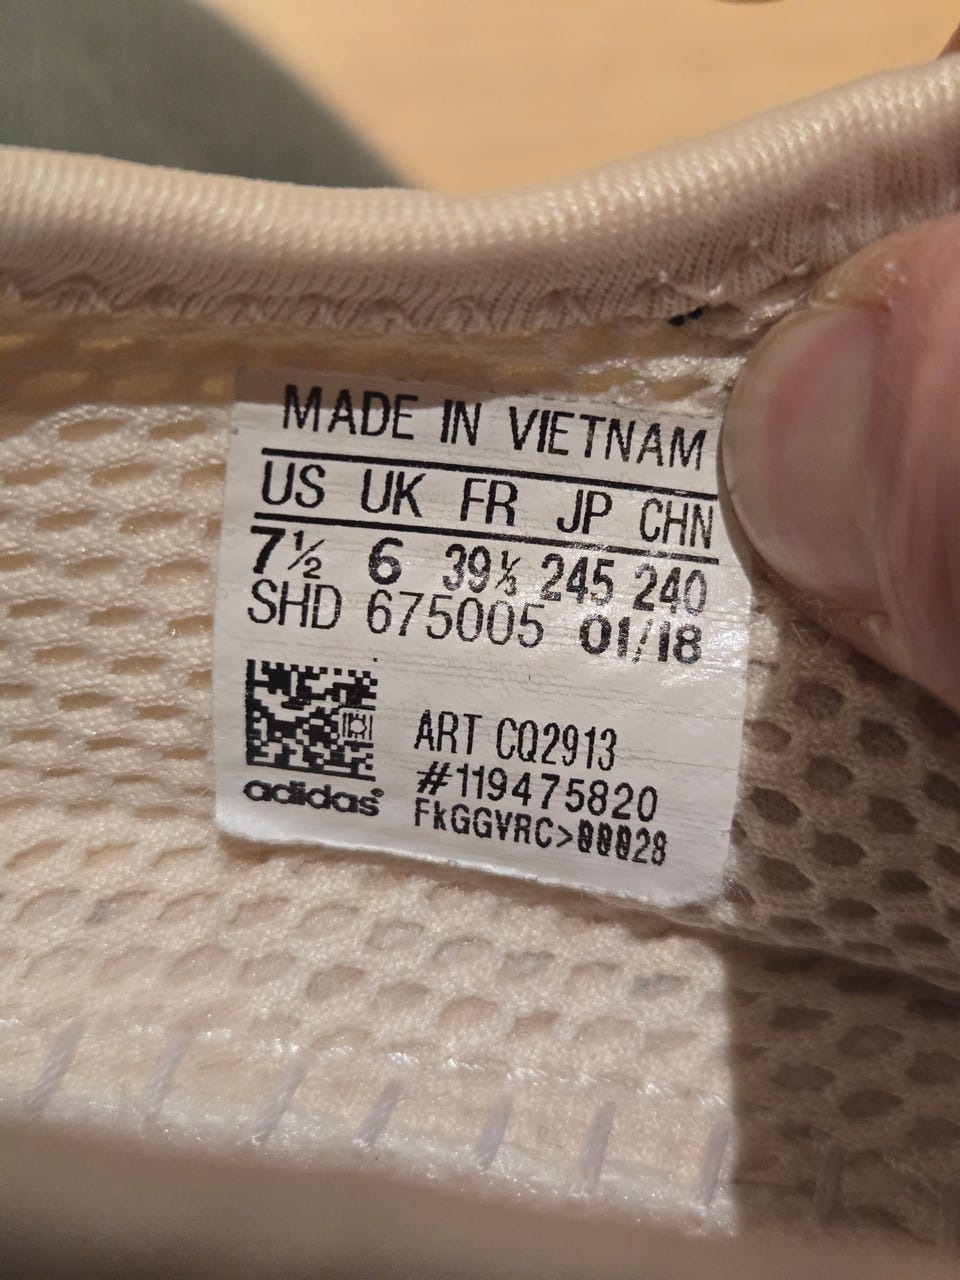 MADE IN VIETNAM
US UK FR JP CHN
7½ 6 39⅓ 245 240
SHD 675005 01/18
ART CQ2913
#119475820
adidas
FkGGVRC>00028